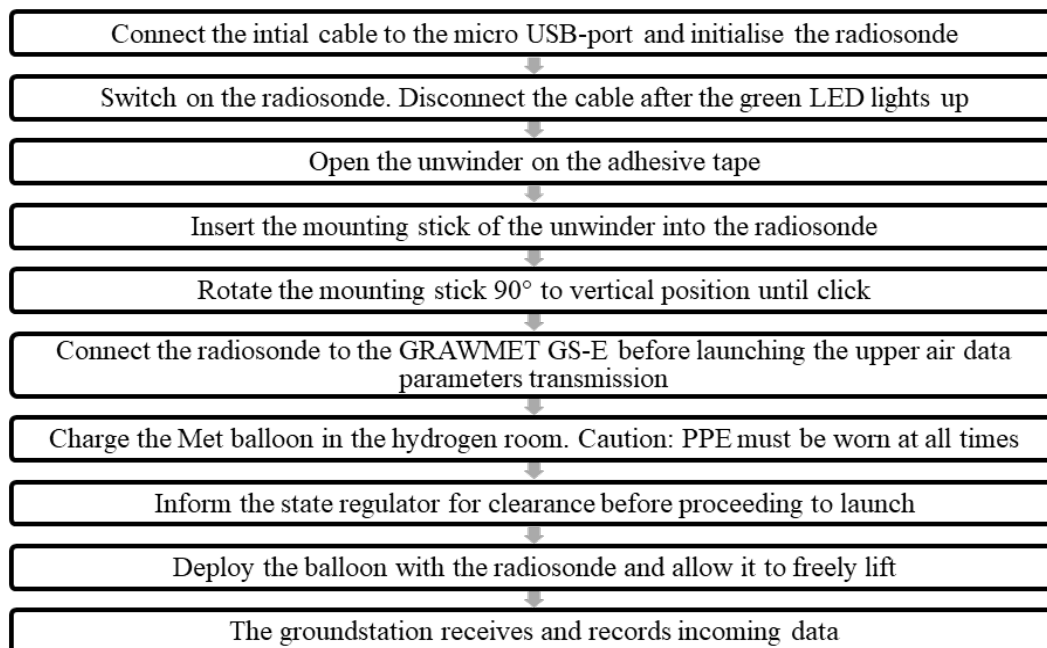 Connect the intial cable to the micro USB-port and initialise the radiosonde
Switch on the radiosonde. Disconnect the cable after the green LED lights up
Open the unwinder on the adhesive tape
Insert the mounting stick of the unwinder into the radiosonde
Rotate the mounting stick 90° to vertical position until click
Connect the radiosonde to the GRAWMET GS-E before launching the upper air data
parameters transmission
Charge the Met balloon in the hydrogen room. Caution: PPE must be worn at all times
Inform the state regulator for clearance before proceeding to launch
Deploy the balloon with the radiosonde and allow it to freely lift
The groundstation receives and records incoming data